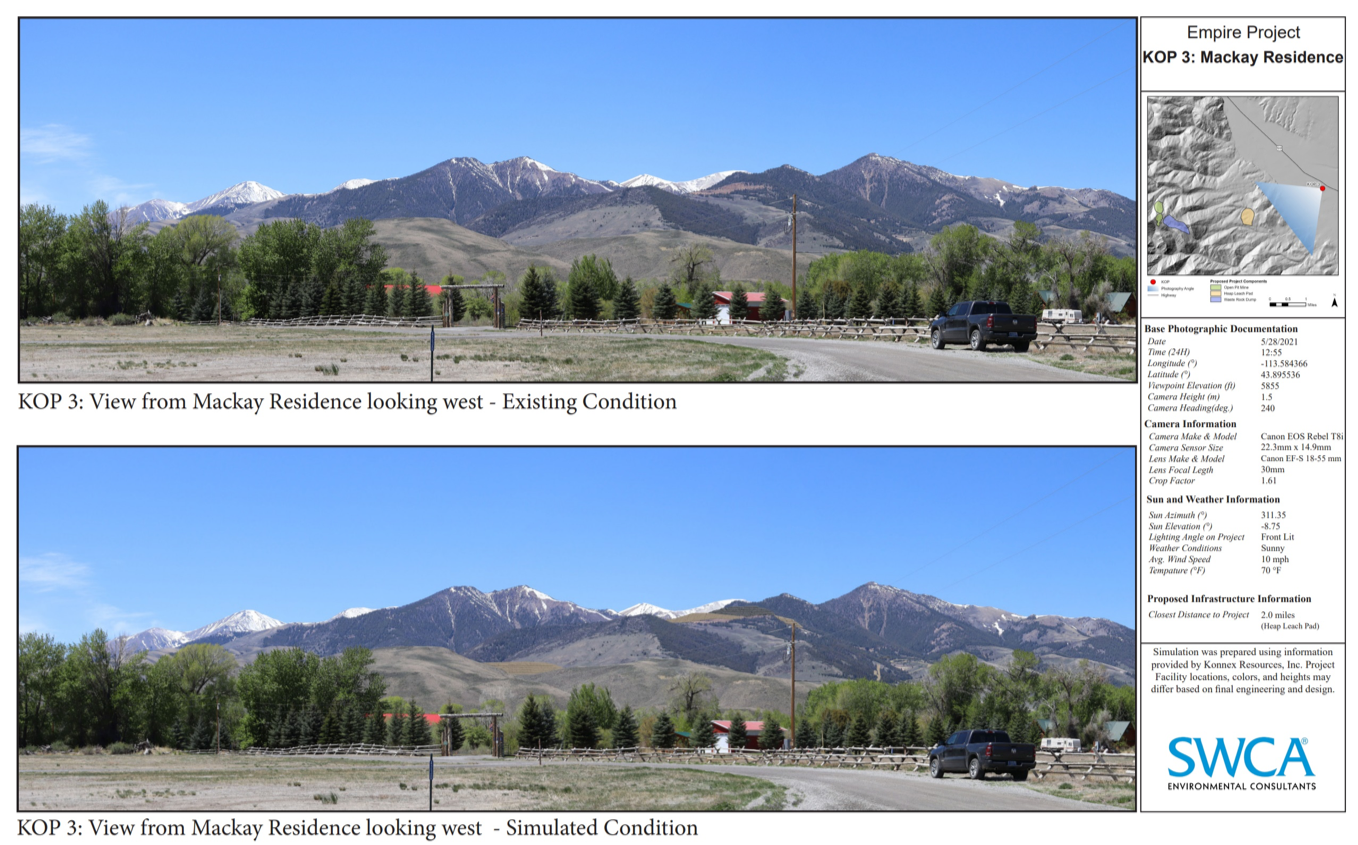 KOP 3: View from Mackay Residence looking west - Existing Condition
KOP 3: View from Mackay Residence looking west - Simulated Condition
Empire Project
KOP 3: Mackay Residence
KOP
Photography Angle
Highway
Proposed Project Components
Open Pit Mine
Heap Leach Pad
Waste Rock Dump
0 0.5 1
Miles
N
Base Photographic Documentation
Date 5/28/2021
Time (24H) 12:55
Longitude (°) -113.584366
Latitude (°) 43.895536
Viewpoint Elevation (ft) 5855
Camera Height (m) 1.5
Camera Heading(deg.) 240
Camera Information
Camera Make & Model Canon EOS Rebel T8i
Camera Sensor Size 22.3mm x 14.9mm
Lens Make & Model Canon EF-S 18-55 mm
Lens Focal Legth 30mm
Crop Factor 1.61
Sun and Weather Information
Sun Azimuth (°) 311.35
Sun Elevation (°) -8.75
Lighting Angle on Project Front Lit
Weather Conditions Sunny
Avg. Wind Speed 10 mph
Tempature (°F) 70 °F
Proposed Infrastructure Information
Closest Distance to Project 2.0 miles
(Heap Leach Pad)
Simulation was prepared using information
provided by Konnex Resources, Inc. Project
Facility locations, colors, and heights may
differ based on final engineering and design.
SWCA®
ENVIRONMENTAL CONSULTANTS